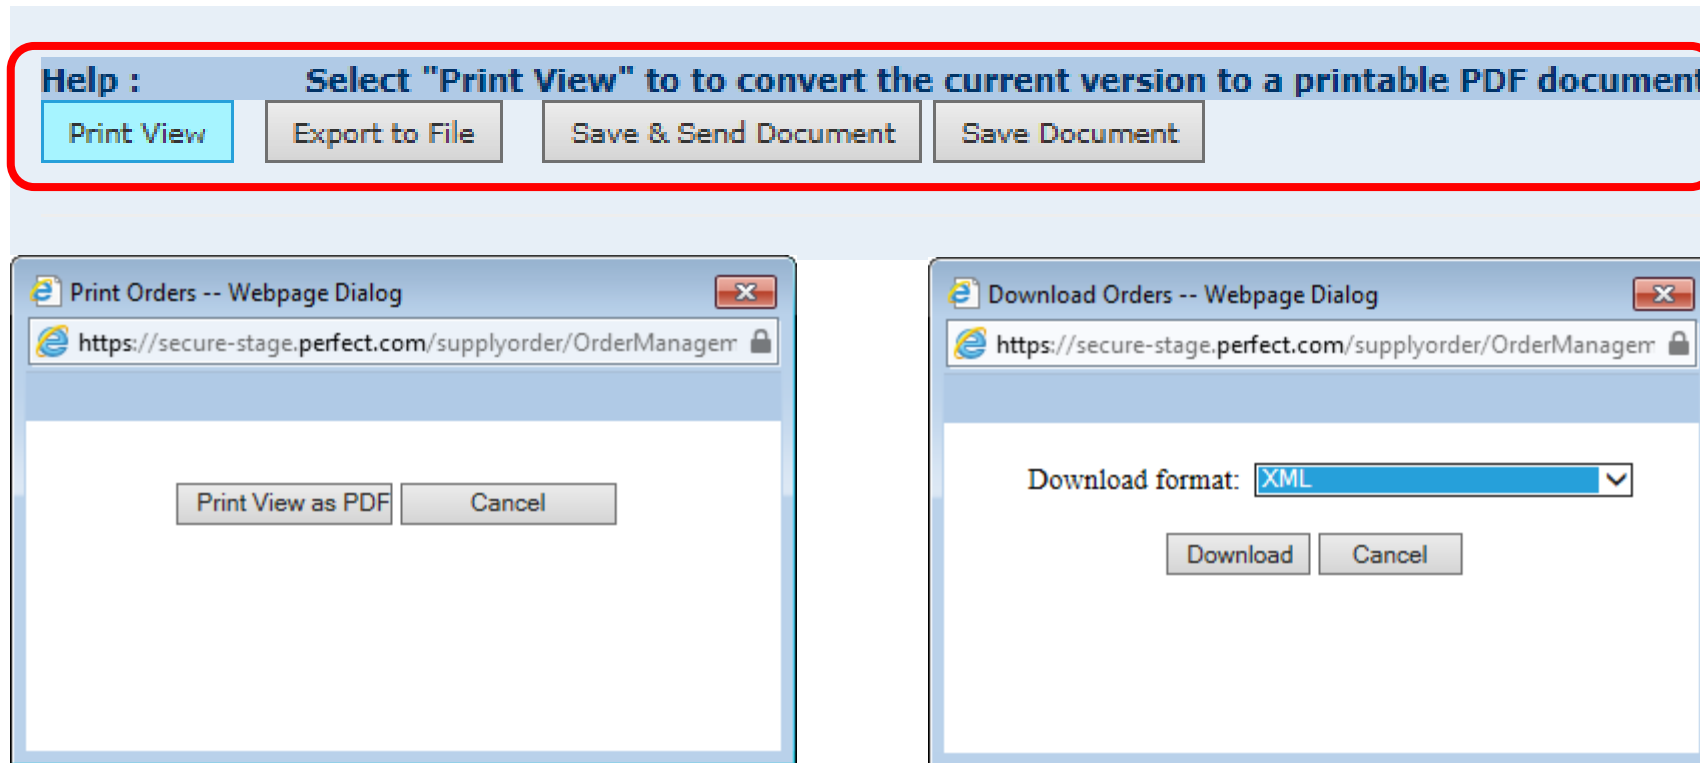 Help : Select "Print View" to to convert the current version to a printable PDF document
Print View Export to File Save & Send Document Save Document
Print Orders -- Webpage Dialog
https://secure-stage.perfect.com/supplyorder/OrderManagem
Print View as PDF Cancel
Download Orders -- Webpage Dialog
https://secure-stage.perfect.com/supplyorder/OrderManagem
Download format: XML
Download Cancel